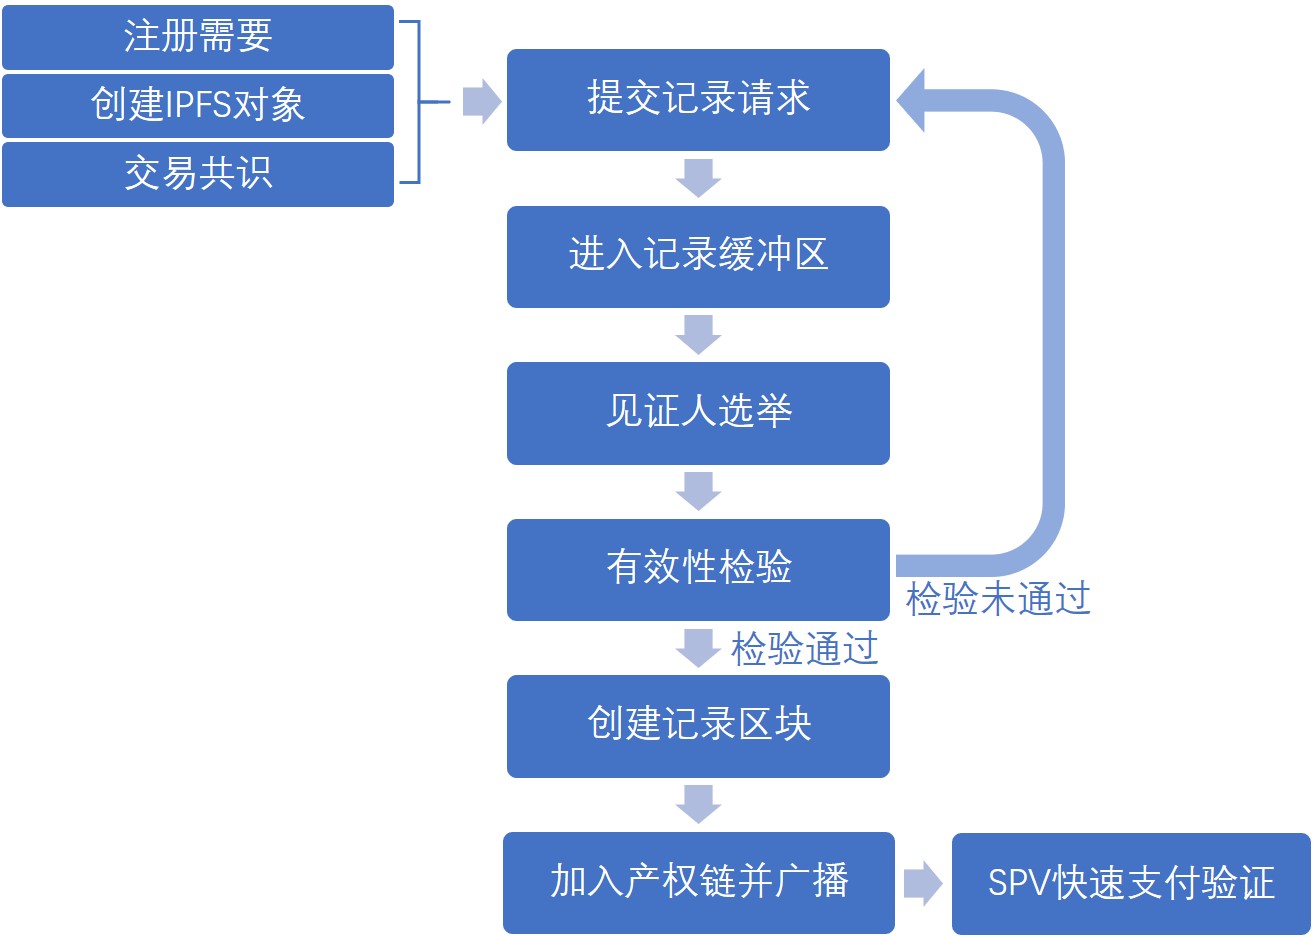 注册需要
创建IPFS对象
交易共识
提交记录请求
进入记录缓冲区
见证人选举
有效性检验
检验未通过
检验通过
创建记录区块
加入产权链并广播
SPV快速支付验证